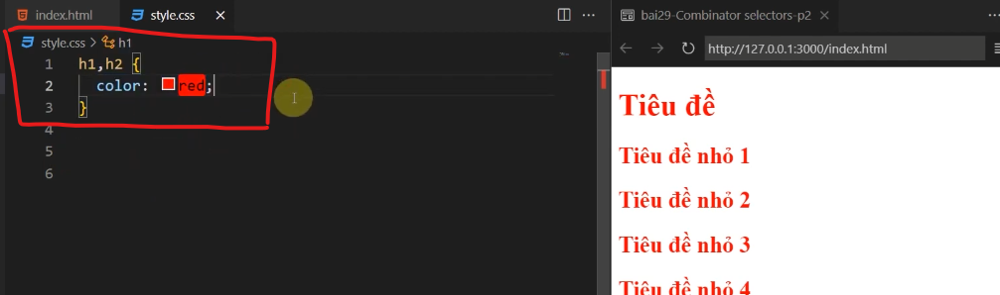 index.html
style.css
style.css > h1
1 h1,h2 {
2 color: red;
3 }
4
5
6
bai29-Combinator selectors-p2
http://127.0.0.1:3000/index.html
Tiêu đề
Tiêu đề nhỏ 1
Tiêu đề nhỏ 2
Tiêu đề nhỏ 3
Tiêu đề nhỏ 4